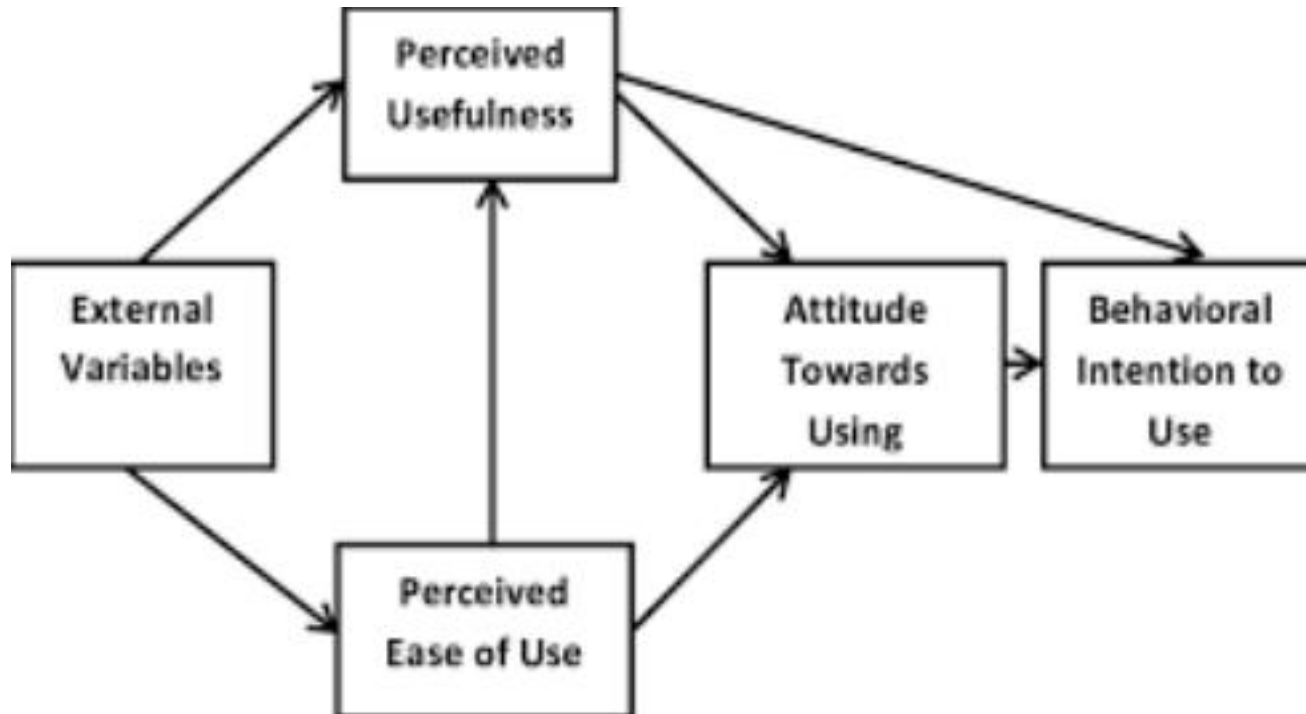 Perceived
Usefulness
External
Variables
Attitude
Towards
Using
Behavioral
Intention to
Use
Perceived
Ease of Use